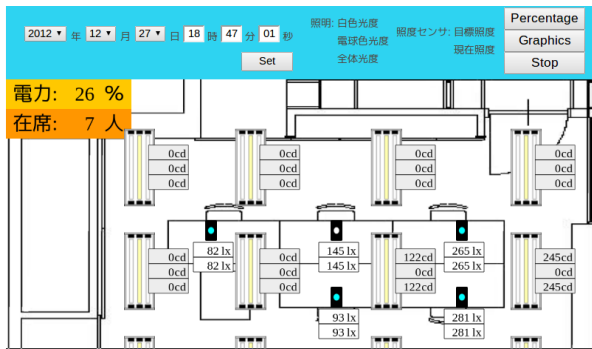 2012 年 12 月 27 日 18 時 47 分 01 秒
Set
照明: 白色光度
電球色光度
全体光度
照度センサ: 目標照度
現在照度
Percentage
Graphics
Stop
電力: 26 %
在席: 7 人
0cd 0cd 0cd 0cd
0cd 0cd 0cd 0cd
0cd 0cd 0cd 0cd
82 lx 145 lx 265 lx
82 lx 145 lx 265 lx
0cd 0cd 122cd 245cd
0cd 0cd 0cd 0cd
0cd 0cd 122cd 245cd
93 lx 281 lx
93 lx 281 lx